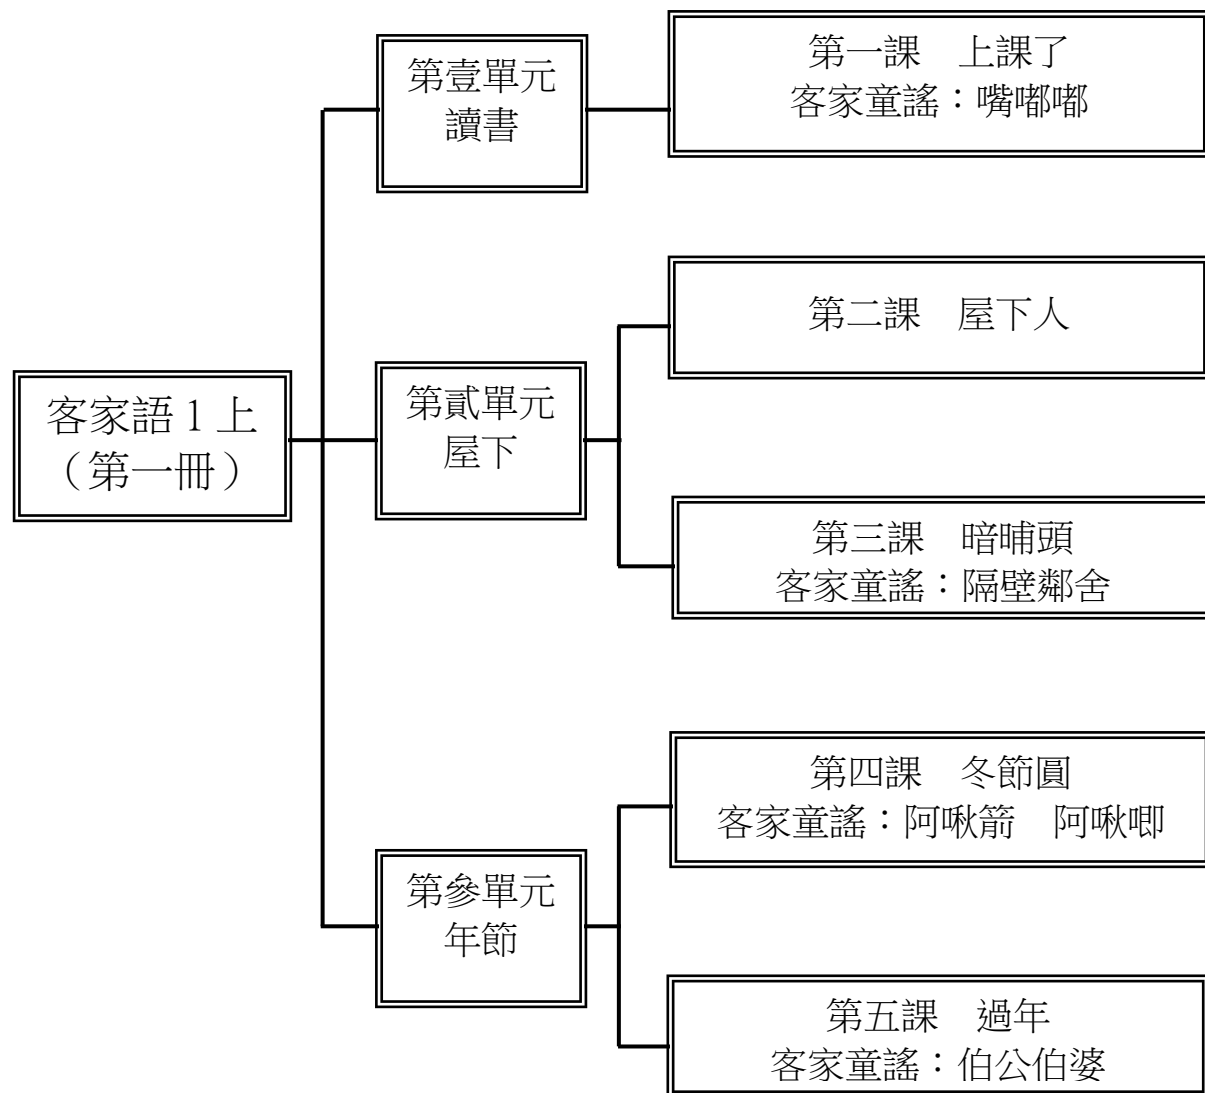 客家語 1 上
（第一冊）
第壹單元
讀書
第一課　上課了
客家童謠：嘴嘟嘟
第貳單元
屋下
第二課　屋下人
第三課　暗晡頭
客家童謠：隔壁鄰舍
第參單元
年節
第四課　冬節圓
客家童謠：阿啾箭　阿啾唧
第五課　過年
客家童謠：伯公伯婆